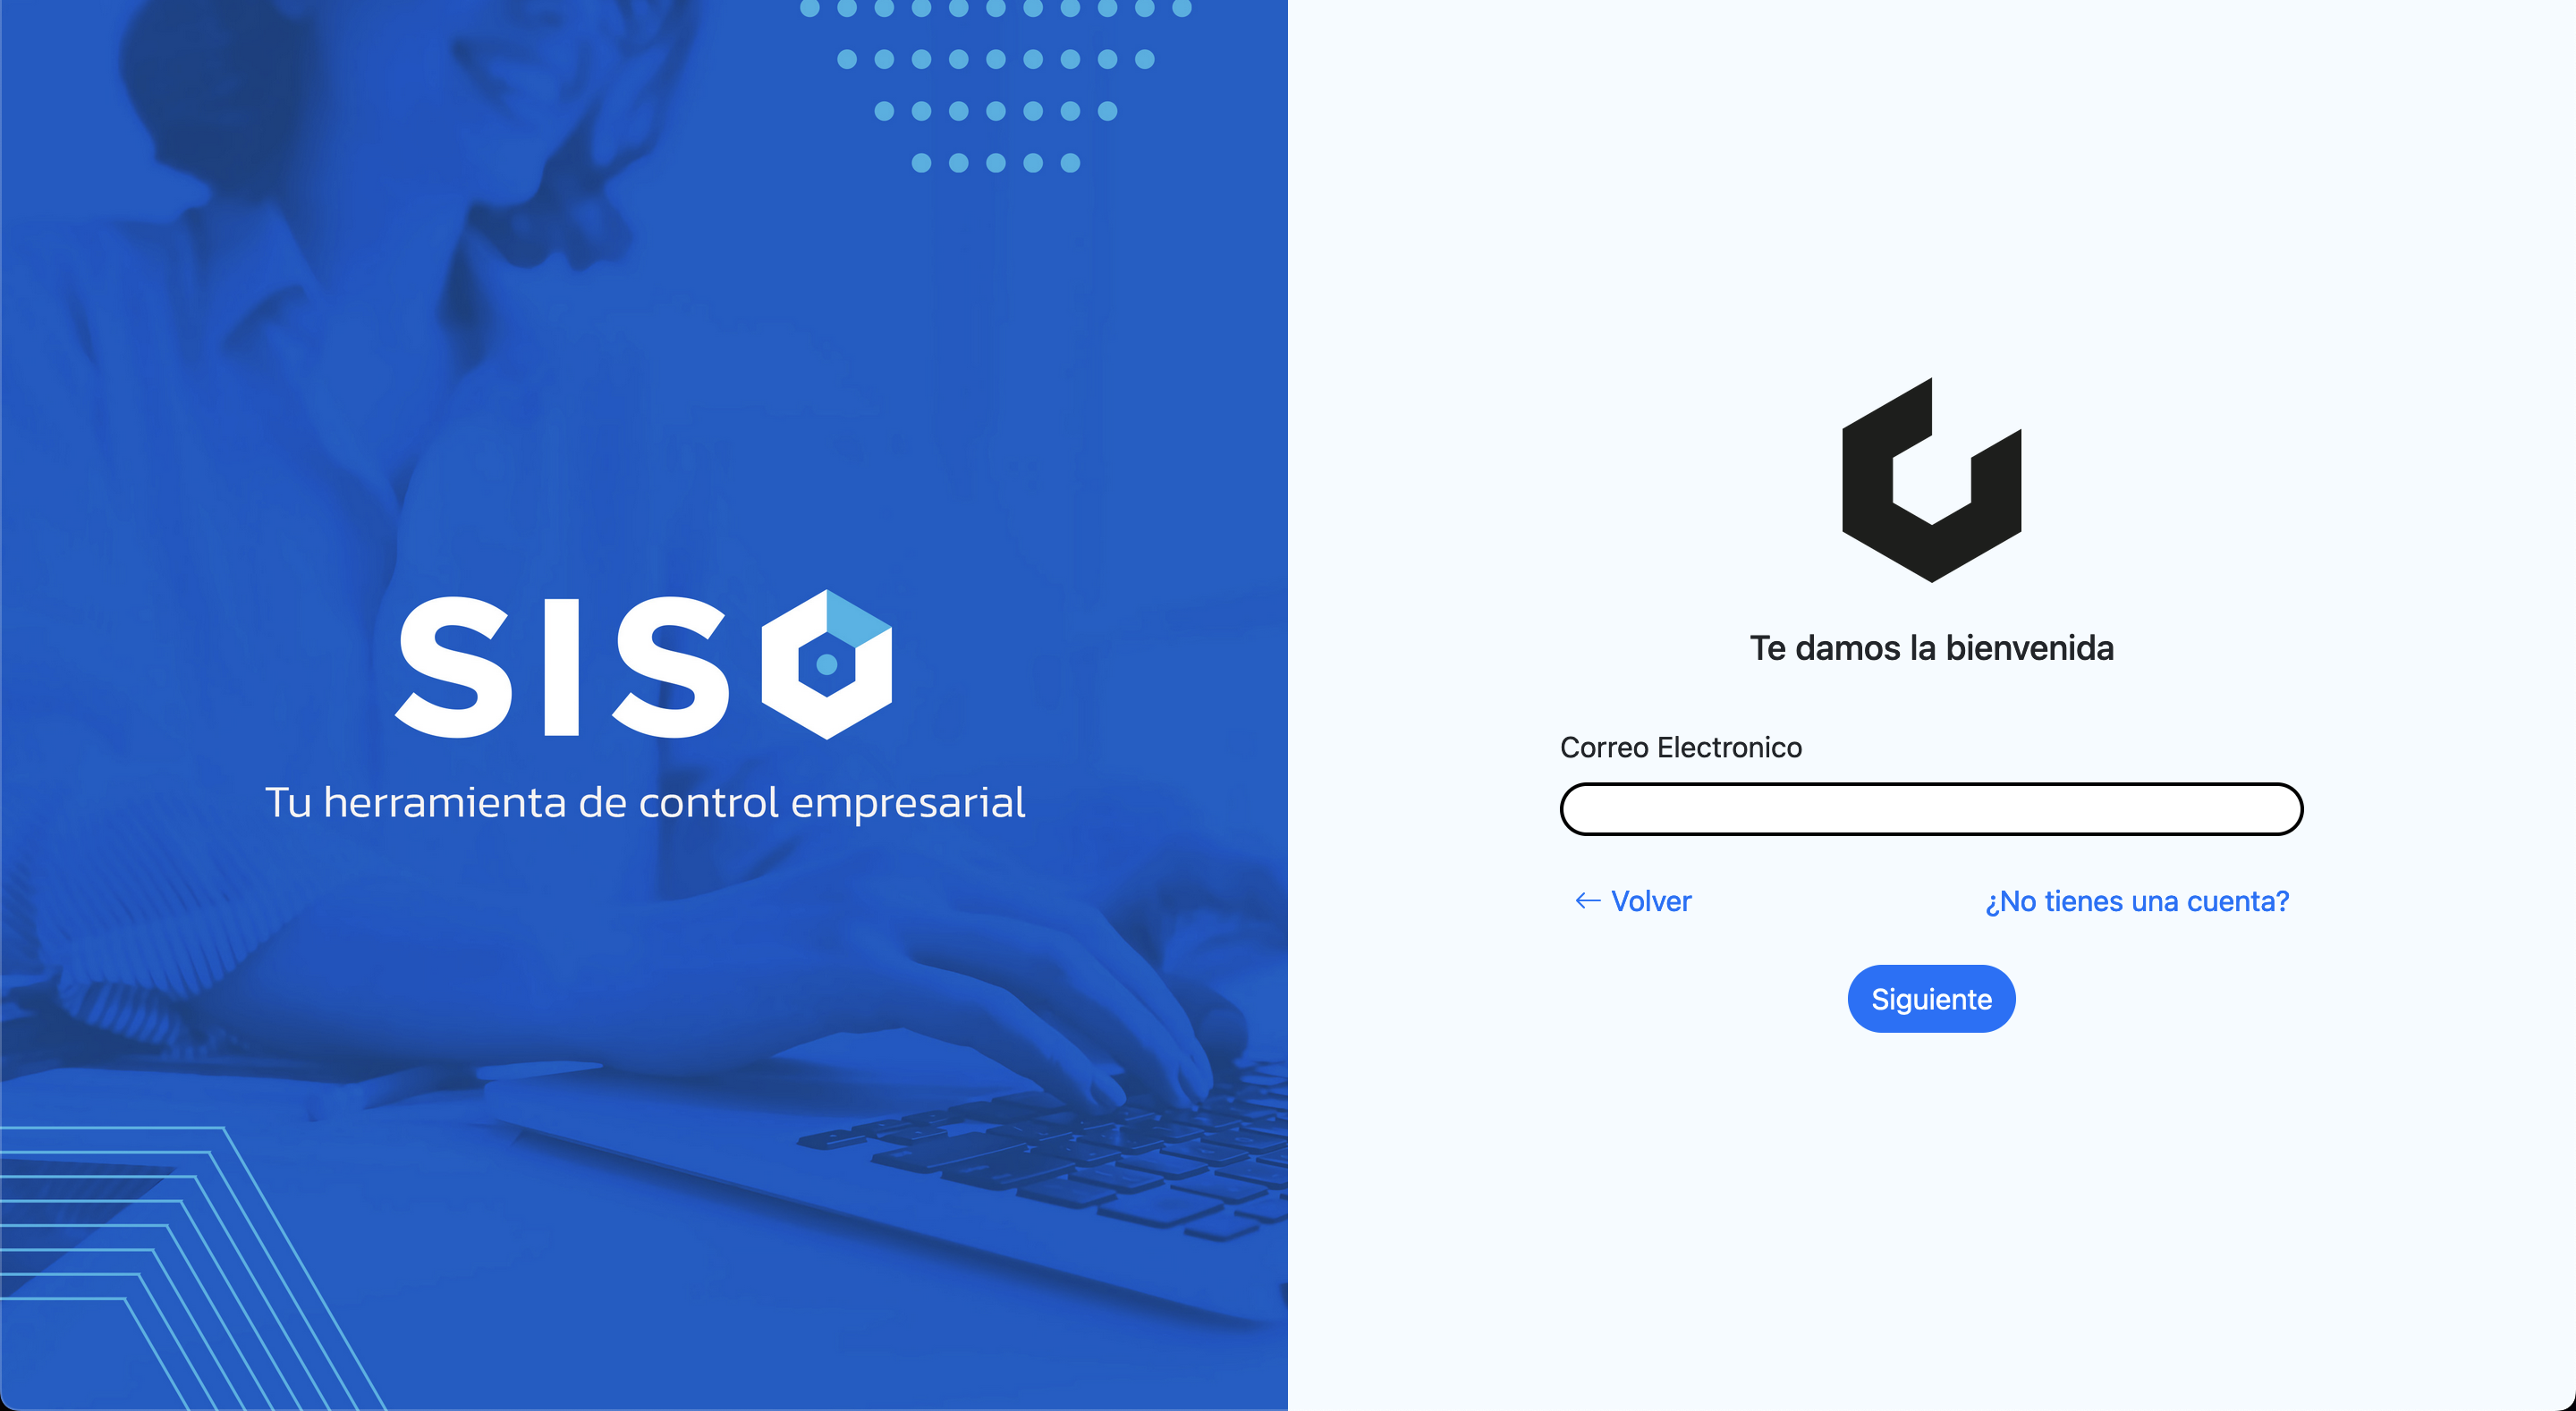 SISO
Tu herramienta de control empresarial
Te damos la bienvenida
Correo Electronico
← Volver
¿No tienes una cuenta?
Siguiente